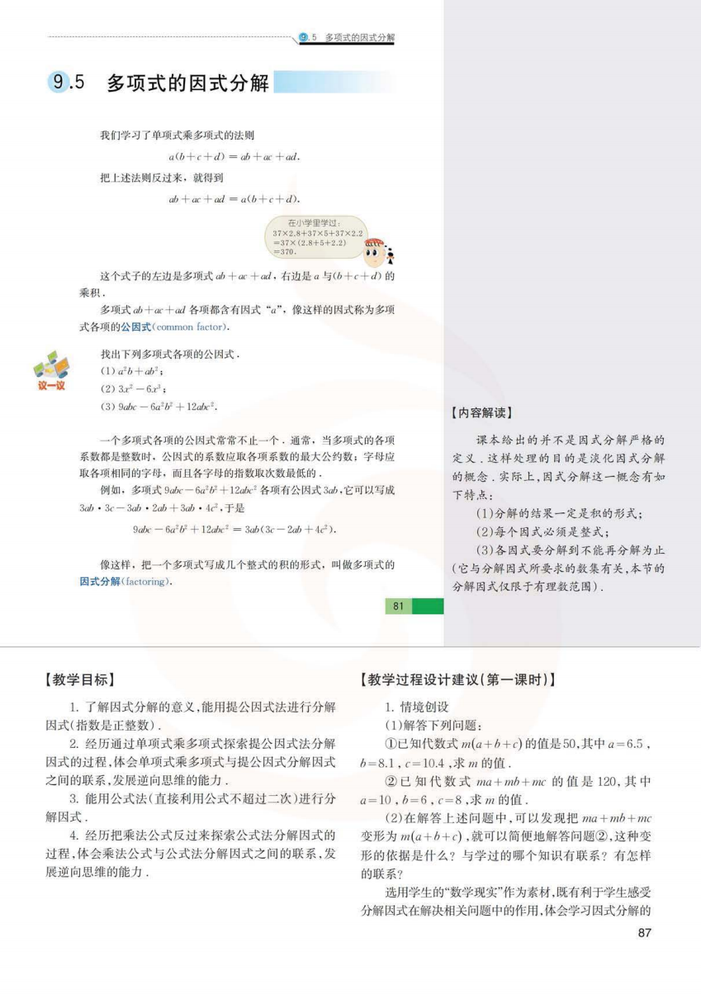 9.5 多项式的因式分解
9.5 多项式的因式分解
我们学习了单项式乘多项式的法则
a(b+c+d)=ab+ac+ad.
把上述法则反过来，就得到
ab+ac+ad=a(b+c+d).
在小学里学过：
37×2.8+37×5+37×2.2
=37×(2.8+5+2.2)
=370.
这个式子的左边是多项式 ab+ac+ad，右边是 a 与(b+c+d)的
乘积．
多项式 ab+ac+ad 各项都含有因式“a”，像这样的因式称为多项
式各项的公因式(common factor).
议一议
找出下列多项式各项的公因式．
(1) a²b+ab²；
(2) 3x²-6x³；
(3) 9abc-6a²b²+12abc².
一个多项式各项的公因式常常不止一个．通常，当多项式的各项
系数都是整数时，公因式的系数应取各项系数的最大公约数；字母应
取各项相同的字母，而且各字母的指数取次数最低的．
例如，多项式 9abc-6a²b²+12abc² 各项有公因式 3ab，它可以写成
3ab·3c-3ab·2ab+3ab·4c²，于是
9abc-6a²b²+12abc²=3ab(3c-2ab+4c²).
像这样，把一个多项式写成几个整式的积的形式，叫做多项式的
因式分解(factoring).
81
【内容解读】
课本给出的并不是因式分解严格的
定义．这样处理的目的是淡化因式分解
的概念．实际上，因式分解这一概念有如
下特点：
(1)分解的结果一定是积的形式；
(2)每个因式必须是整式；
(3)各因式要分解到不能再分解为止
(它与分解因式所要求的数集有关，本节的
分解因式仅限于有理数范围)．
【教学目标】
1. 了解因式分解的意义，能用提公因式法进行分解
因式(指数是正整数)．
2. 经历通过单项式乘多项式探索提公因式法分解
因式的过程，体会单项式乘多项式与提公因式分解因式
之间的联系，发展逆向思维的能力．
3. 能用公式法(直接利用公式不超过二次)进行分
解因式．
4. 经历把乘法公式反过来探索公式法分解因式的
过程，体会乘法公式与公式法分解因式之间的联系，发
展逆向思维的能力．
【教学过程设计建议(第一课时)】
1. 情境创设
(1)解答下列问题：
①已知代数式 m(a+b+c)的值是50，其中 a=6.5，
b=8.1，c=10.4，求 m 的值．
②已知代数式 ma+mb+mc 的值是 120，其中
a=10，b=6，c=8，求 m 的值．
(2)在解答上述问题中，可以发现把 ma+mb+mc
变形为 m(a+b+c)，就可以简便地解答问题②，这种变
形的依据是什么？与学过的哪个知识有联系？有怎样
的联系？
选用学生的“数学现实”作为素材，既有利于学生感受
分解因式在解决相关问题中的作用，体会学习因式分解的
87